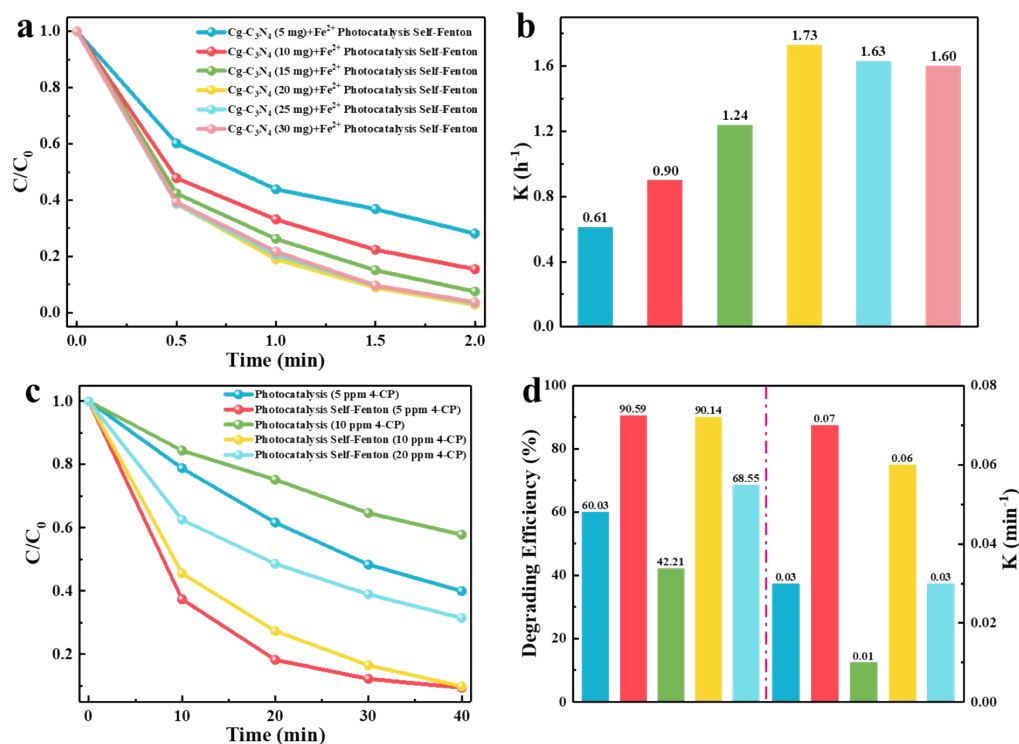 a
Cg-C₃N₄ (5 mg)+Fe²⁺ Photocatalysis Self-Fenton
Cg-C₃N₄ (10 mg)+Fe²⁺ Photocatalysis Self-Fenton
Cg-C₃N₄ (15 mg)+Fe²⁺ Photocatalysis Self-Fenton
Cg-C₃N₄ (20 mg)+Fe²⁺ Photocatalysis Self-Fenton
Cg-C₃N₄ (25 mg)+Fe²⁺ Photocatalysis Self-Fenton
Cg-C₃N₄ (30 mg)+Fe²⁺ Photocatalysis Self-Fenton
C/C₀
1.0
0.8
0.6
0.4
0.2
0.0
0.0 0.5 1.0 1.5 2.0
Time (min)
b
K (h⁻¹)
1.6
1.2
0.8
0.4
0.0
0.61 0.90 1.24 1.73 1.63 1.60
c
Photocatalysis (5 ppm 4-CP)
Photocatalysis Self-Fenton (5 ppm 4-CP)
Photocatalysis (10 ppm 4-CP)
Photocatalysis Self-Fenton (10 ppm 4-CP)
Photocatalysis Self-Fenton (20 ppm 4-CP)
C/C₀
1.0
0.8
0.6
0.4
0.2
0 10 20 30 40
Time (min)
d
Degrading Efficiency (%)
100
80
60
40
20
0
60.03 90.59 42.21 90.14 68.55 0.03 0.07 0.01 0.06 0.03
0.08
0.06
0.04
0.02
0.00
K (min⁻¹)